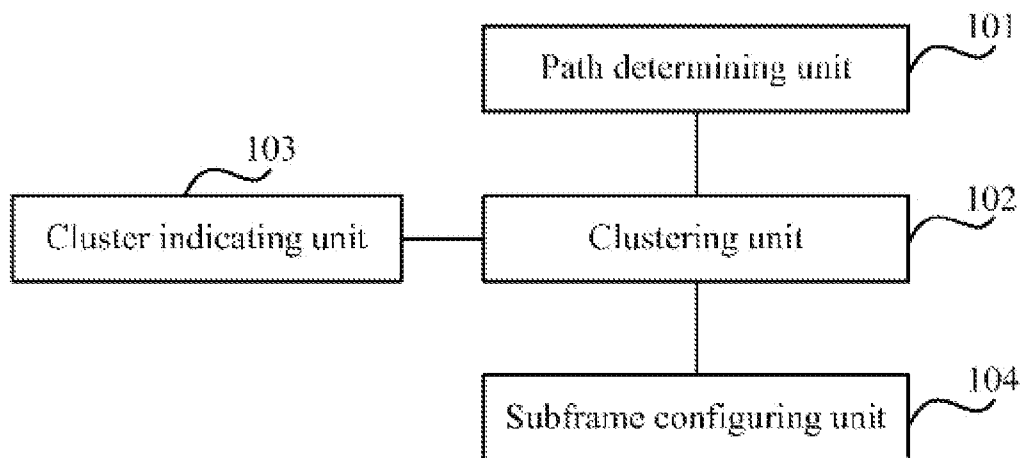 101
Path determining unit
103
102
Cluster indicating unit
Clustering unit
104
Subframe configuring unit